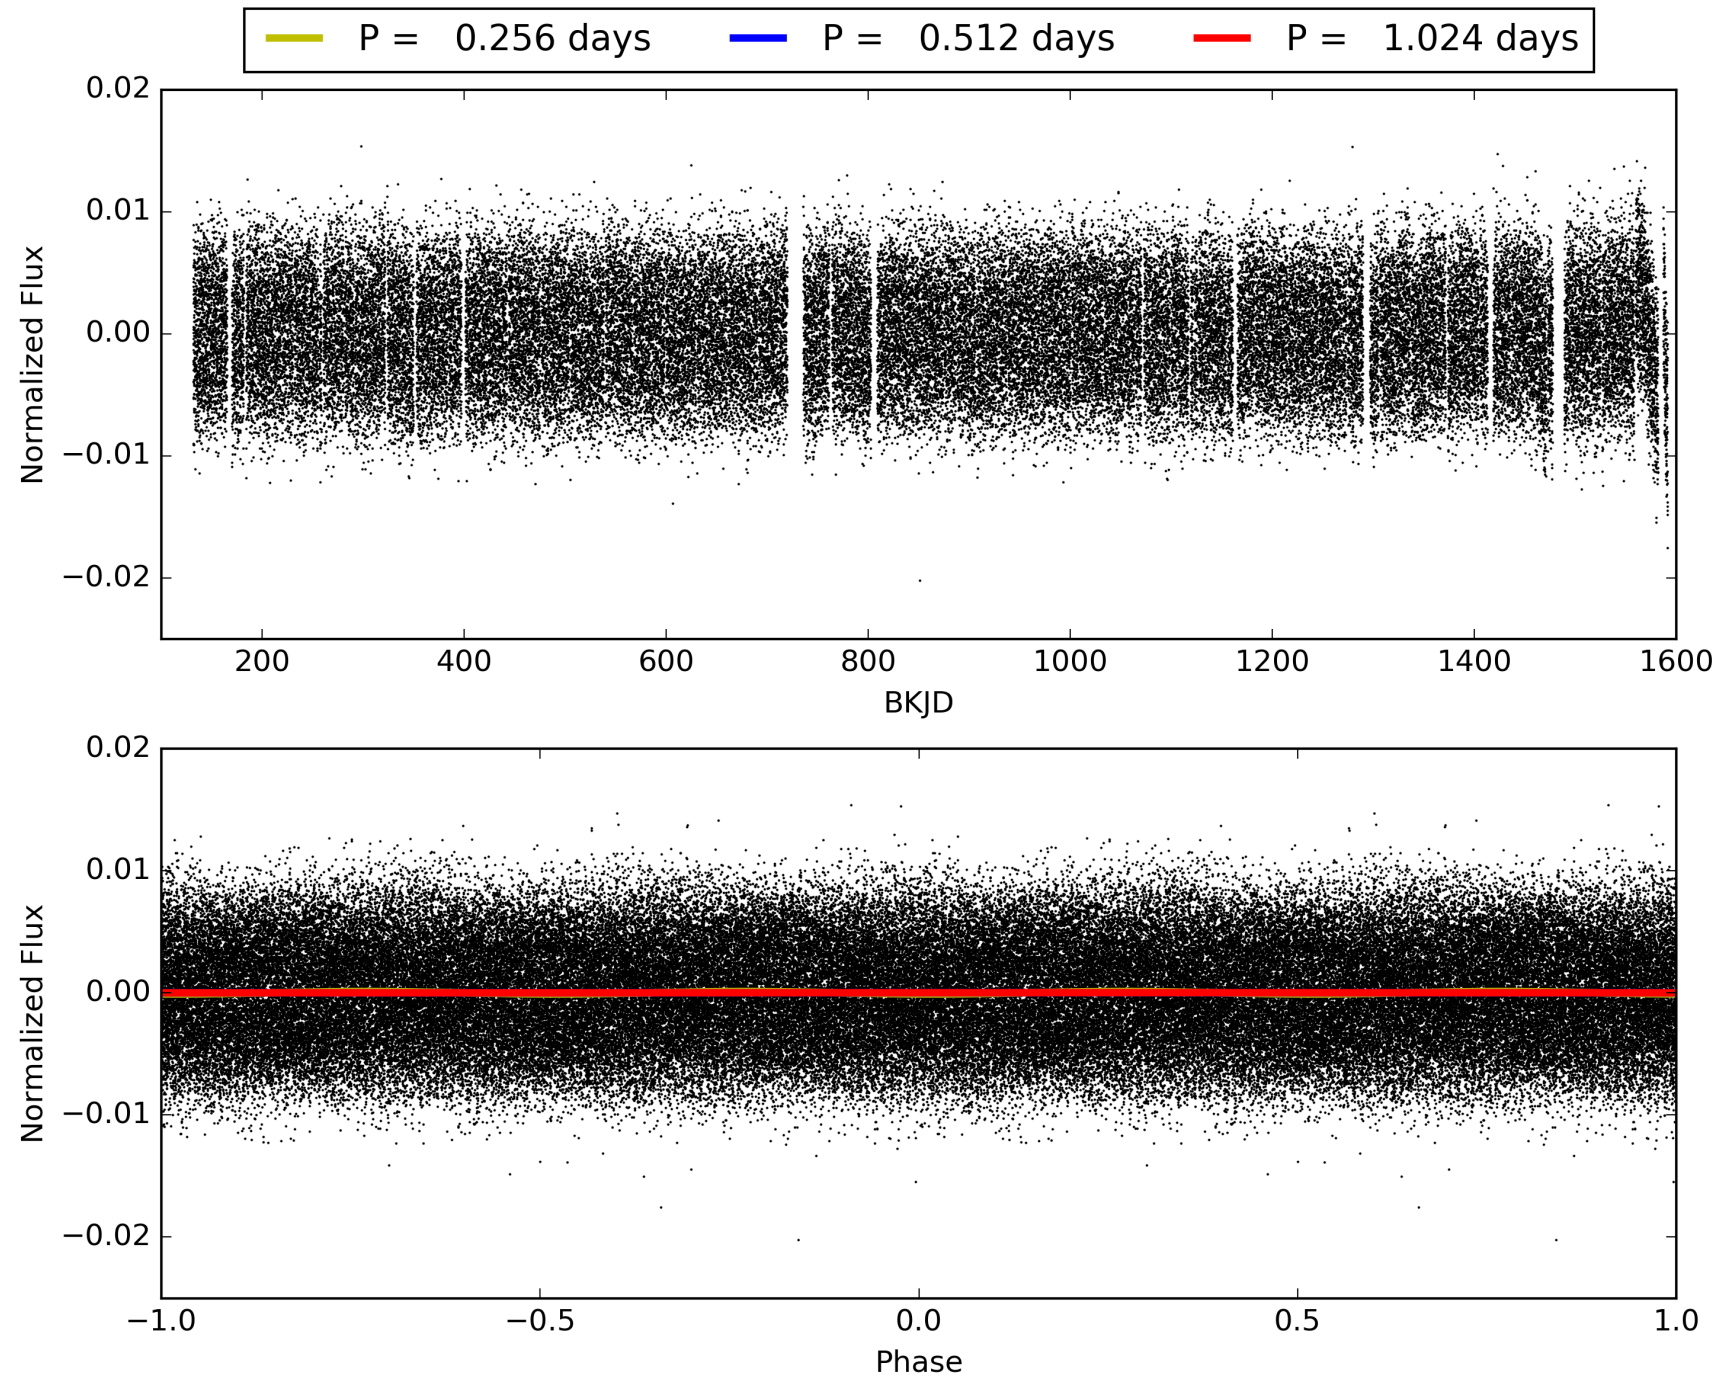 P = 0.256 days P = 0.512 days P = 1.024 days
0.02
0.01
0.00
−0.01
−0.02
Normalized Flux
200 400 600 800 1000 1200 1400 1600
BKJD
0.02
0.01
0.00
−0.01
−0.02
Normalized Flux
−1.0 −0.5 0.0 0.5 1.0
Phase